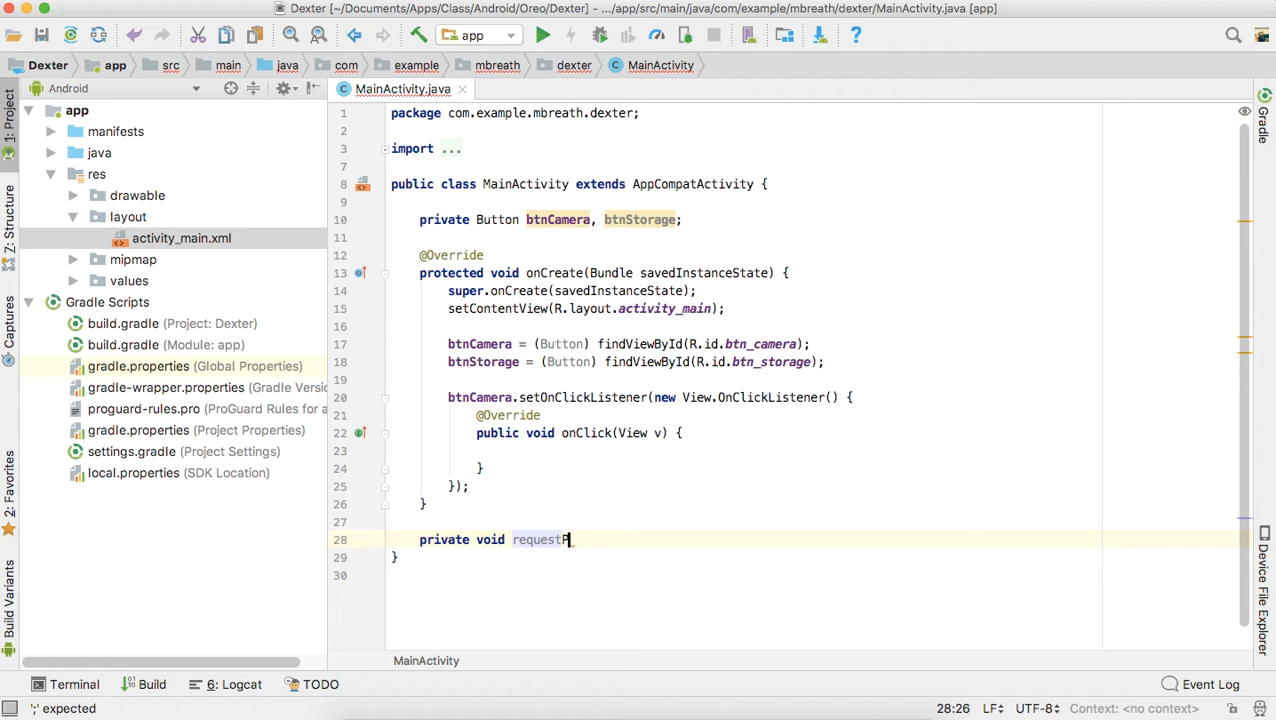 Dexter [~/Documents/Apps/Class/Android/Oreo/Dexter] - .../app/src/main/java/com/example/mbreath/dexter/MainActivity.java [app]
app
Dexter app src main java com example mbreath dexter MainActivity
Android
MainActivity.java
1: Project
Z: Structure
Captures
2: Favorites
Build Variants
app
manifests
java
res
drawable
layout
activity_main.xml
mipmap
values
Gradle Scripts
build.gradle (Project: Dexter)
build.gradle (Module: app)
gradle.properties (Global Properties)
gradle-wrapper.properties (Gradle Versi
proguard-rules.pro (ProGuard Rules for a
gradle.properties (Project Properties)
settings.gradle (Project Settings)
local.properties (SDK Location)
1 package com.example.mbreath.dexter;
2
3 import ...
7
8 public class MainActivity extends AppCompatActivity {
9
10 private Button btnCamera, btnStorage;
11
12 @Override
13 protected void onCreate(Bundle savedInstanceState) {
14 super.onCreate(savedInstanceState);
15 setContentView(R.layout.activity_main);
16
17 btnCamera = (Button) findViewById(R.id.btn_camera);
18 btnStorage = (Button) findViewById(R.id.btn_storage);
19
20 btnCamera.setOnClickListener(new View.OnClickListener() {
21 @Override
22 public void onClick(View v) {
23
24 }
25 });
26 }
27
28 private void requestP
29 }
30
MainActivity
Gradle
Device File Explorer
Terminal
Build
6: Logcat
TODO
Event Log
';' expected
28:26 LF UTF-8 Context: <no context>